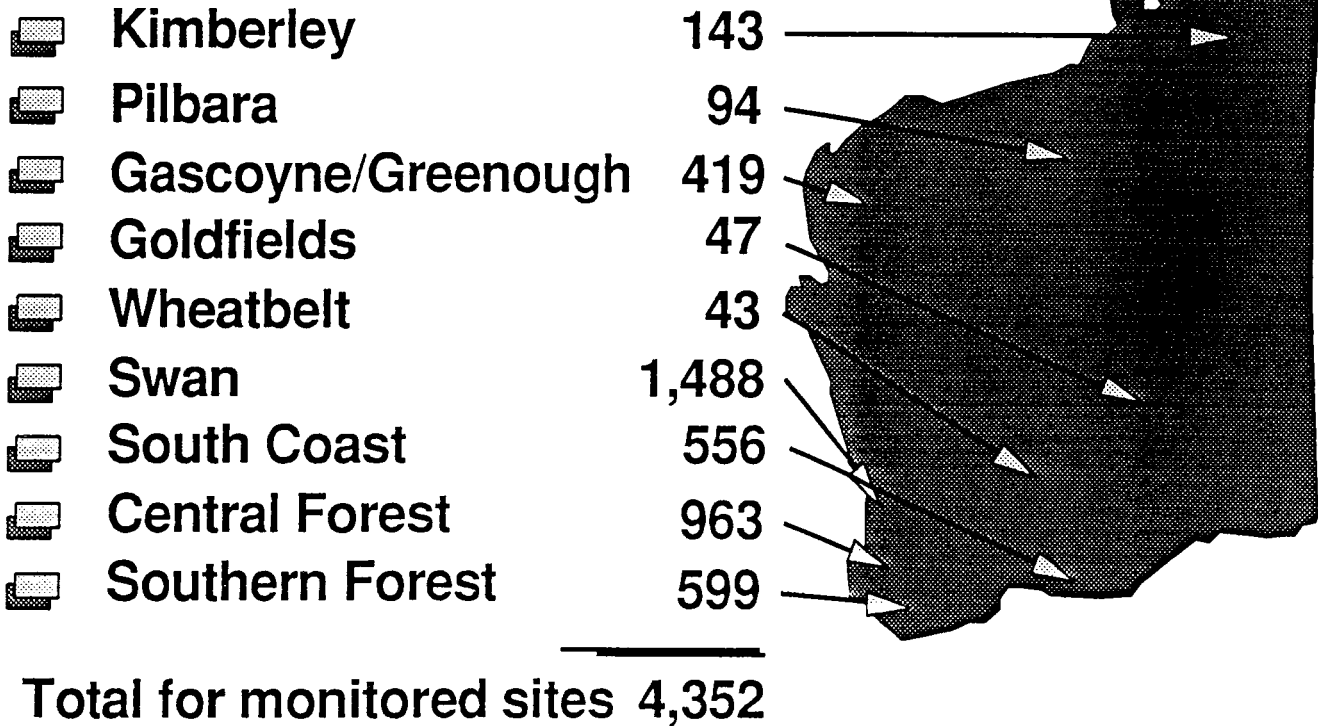 Kimberley 143
Pilbara 94
Gascoyne/Greenough 419
Goldfields 47
Wheatbelt 43
Swan 1,488
South Coast 556
Central Forest 963
Southern Forest 599
Total for monitored sites 4,352